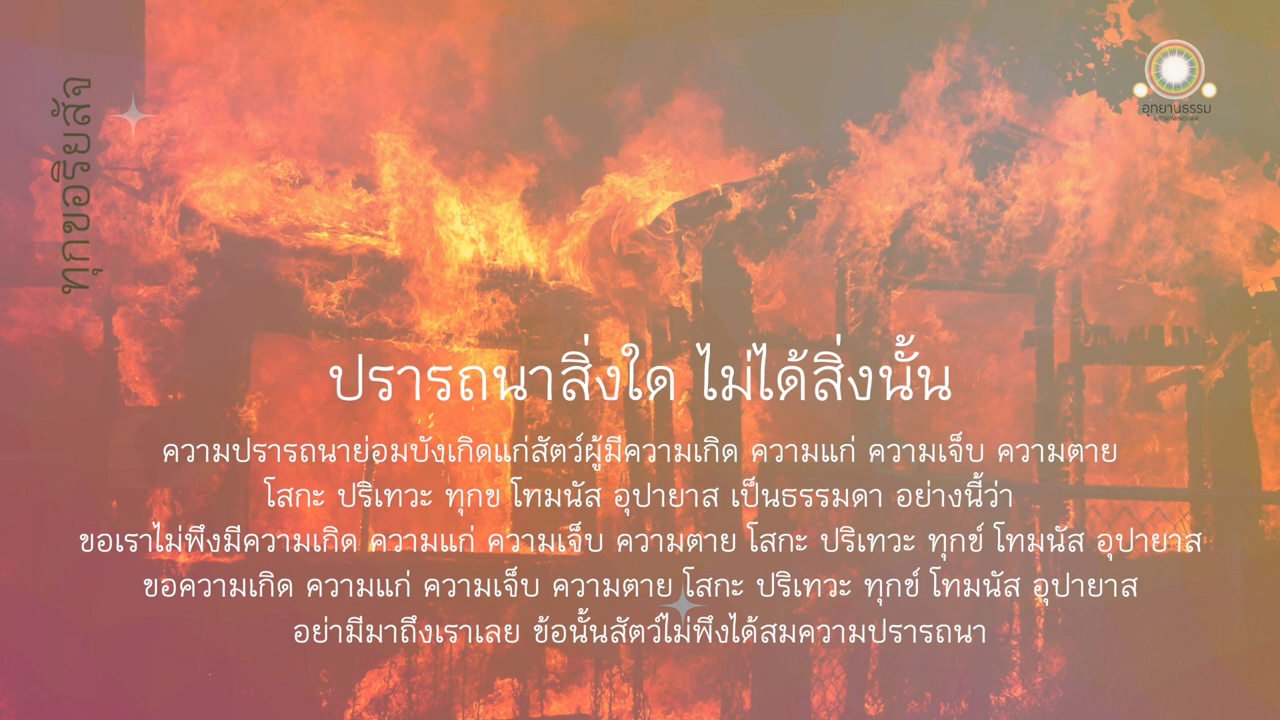 ทุกขอริยสัจ
อุทยานธรรม
UTTAYARNDHAM
ปรารถนาสิ่งใด ไม่ได้สิ่งนั้น
ความปรารถนาย่อมบังเกิดแก่สัตว์ผู้มีความเกิด ความแก่ ความเจ็บ ความตาย
โสกะ ปริเทวะ ทุกข โทมนัส อุปายาส เป็นธรรมดา อย่างนี้ว่า
ขอเราไม่พึงมีความเกิด ความแก่ ความเจ็บ ความตาย โสกะ ปริเทวะ ทุกข์ โทมนัส อุปายาส
ขอความเกิด ความแก่ ความเจ็บ ความตาย โสกะ ปริเทวะ ทุกข์ โทมนัส อุปายาส
อย่ามีมาถึงเราเลย ข้อนั้นสัตว์ไม่พึงได้สมความปรารถนา